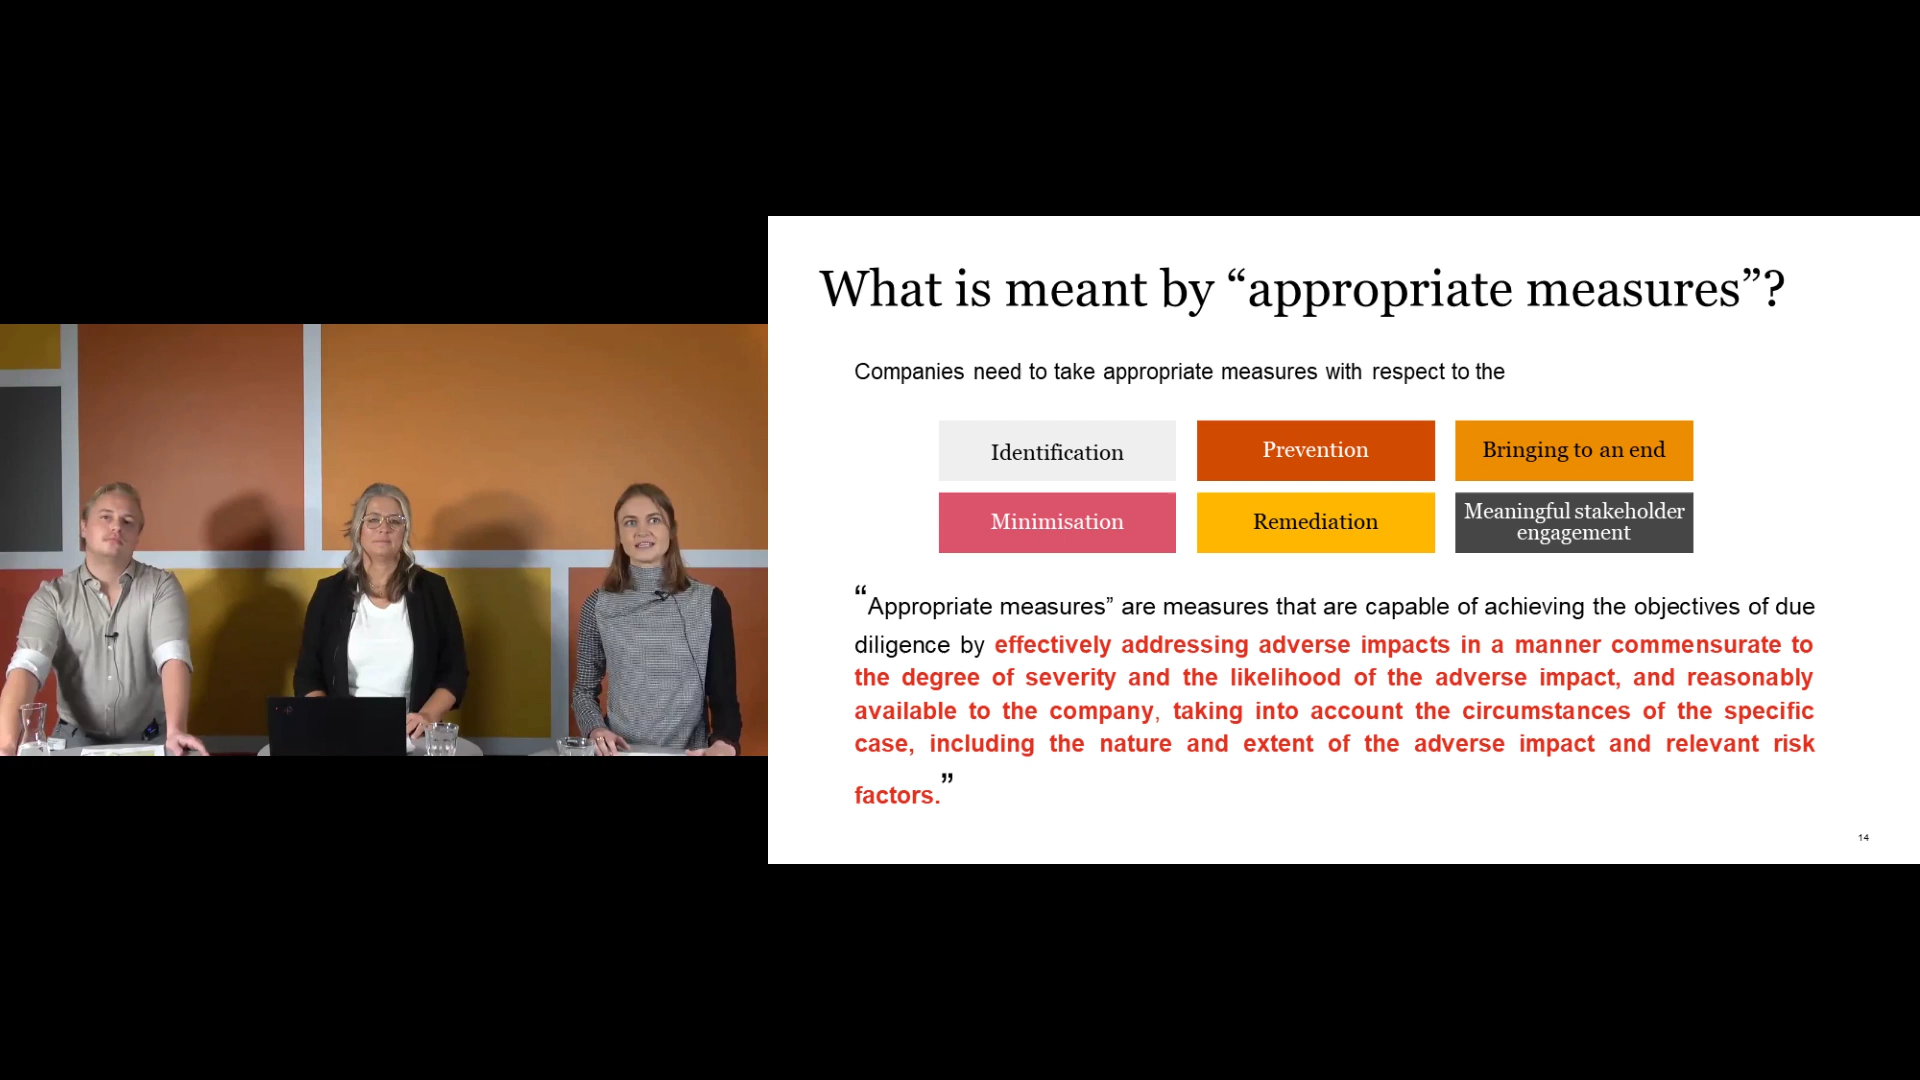 What is meant by “appropriate measures”?
Companies need to take appropriate measures with respect to the
Identification
Prevention
Bringing to an end
Minimisation
Remediation
Meaningful stakeholder
engagement
“Appropriate measures” are measures that are capable of achieving the objectives of due
diligence by effectively addressing adverse impacts in a manner commensurate to
the degree of severity and the likelihood of the adverse impact, and reasonably
available to the company, taking into account the circumstances of the specific
case, including the nature and extent of the adverse impact and relevant risk
factors.”
14